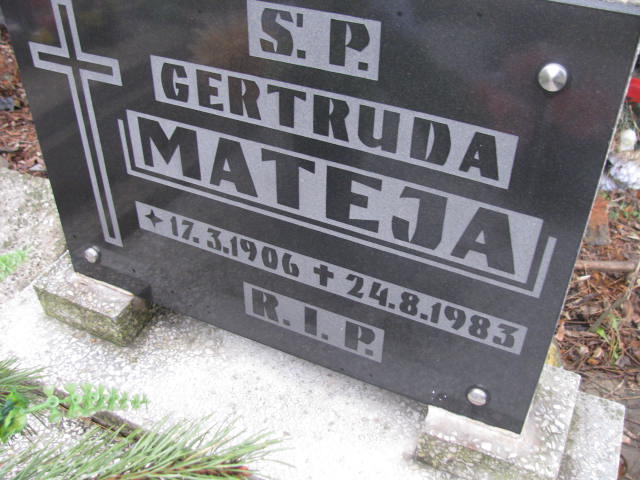 Ś.P.
GERTRUDA
MATEJA
✦ 17.3.1906 ✝ 24.8.1983
R.I.P.